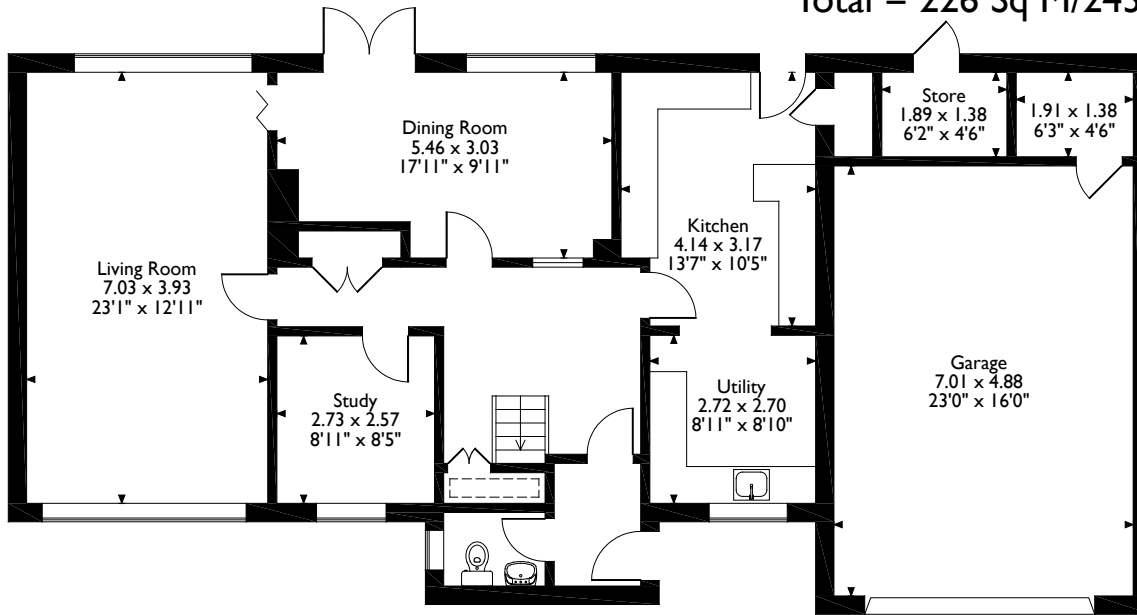 Total = 226 Sq M/243
Store
1.89 x 1.38
6'2" x 4'6"
1.91 x 1.38
6'3" x 4'6"
Dining Room
5.46 x 3.03
17'11" x 9'11"
Kitchen
4.14 x 3.17
13'7" x 10'5"
Living Room
7.03 x 3.93
23'1" x 12'11"
Garage
7.01 x 4.88
23'0" x 16'0"
Study
2.73 x 2.57
8'11" x 8'5"
Utility
2.72 x 2.70
8'11" x 8'10"